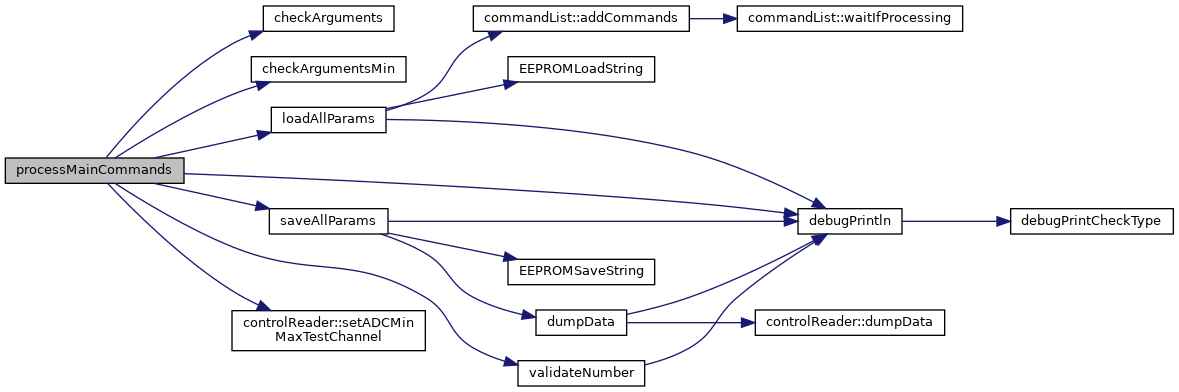 checkArguments
commandList::addCommands
commandList::waitIfProcessing
checkArgumentsMin
EEPROMLoadString
loadAllParams
processMainCommands
saveAllParams
debugPrintln
debugPrintCheckType
EEPROMSaveString
controlReader::setADCMin
MaxTestChannel
dumpData
controlReader::dumpData
validateNumber